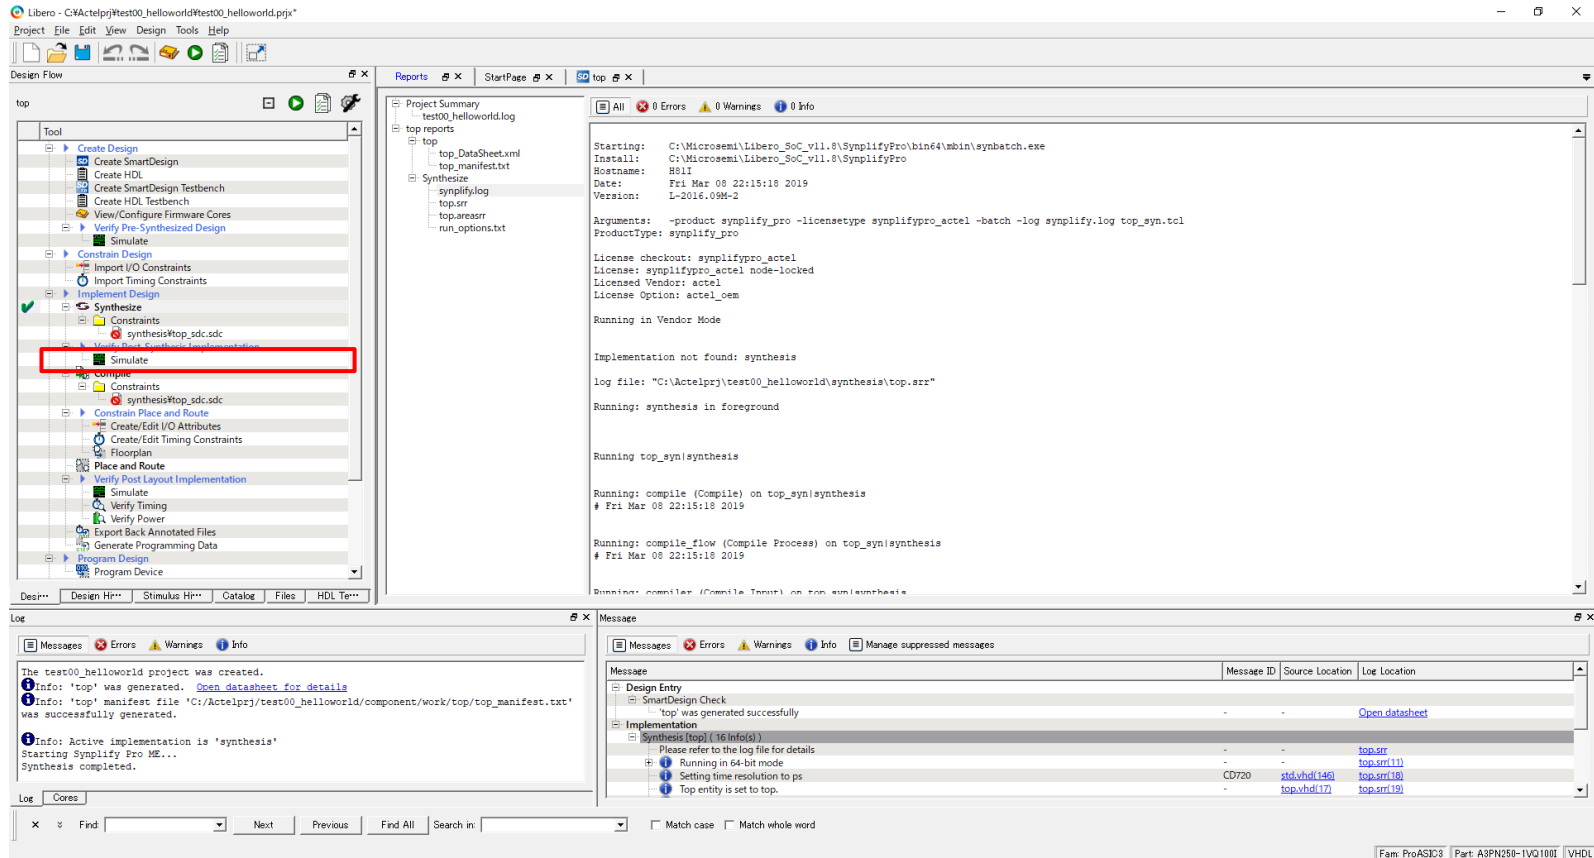 Libero - C:¥Actelprj¥test00_helloworld¥test00_helloworld.prjx*
Project File Edit View Design Tools Help
Design Flow
top
Tool
Create Design
Create SmartDesign
Create HDL
Create SmartDesign Testbench
Create HDL Testbench
View/Configure Firmware Cores
Verify Pre-Synthesized Design
Simulate
Constrain Design
Import I/O Constraints
Import Timing Constraints
Implement Design
Synthesize
Constraints
synthesis¥top_sdc.sdc
Verify Post-Synthesis Implementation
Simulate
Compile
Constraints
synthesis¥top_sdc.sdc
Constrain Place and Route
Create/Edit I/O Attributes
Create/Edit Timing Constraints
Floorplan
Place and Route
Verify Post Layout Implementation
Simulate
Verify Timing
Verify Power
Export Back Annotated Files
Generate Programming Data
Program Design
Program Device
Desi··· Design Hi··· Stimulus Hi··· Catalog Files HDL Te···
Reports StartPage top
Project Summary
test00_helloworld.log
top reports
top
top_DataSheet.xml
top_manifest.txt
Synthesize
synplify.log
top.srr
top.areasrr
run_options.txt
All 0 Errors 0 Warnings 0 Info
Starting: C:\Microsemi\Libero_SoC_v11.8\SynplifyPro\bin64\mbin\synbatch.exe
Install: C:\Microsemi\Libero_SoC_v11.8\SynplifyPro
Hostname: H81I
Date: Fri Mar 08 22:15:18 2019
Version: L-2016.09M-2
Arguments: -product synplify_pro -licensetype synplifypro_actel -batch -log synplify.log top_syn.tcl
ProductType: synplify_pro
License checkout: synplifypro_actel
License: synplifypro_actel node-locked
Licensed Vendor: actel
License Option: actel_oem
Running in Vendor Mode
Implementation not found: synthesis
log file: "C:\Actelprj\test00_helloworld\synthesis\top.srr"
Running: synthesis in foreground
Running top_syn|synthesis
Running: compile (Compile) on top_syn|synthesis
# Fri Mar 08 22:15:18 2019
Running: compile_flow (Compile Process) on top_syn|synthesis
# Fri Mar 08 22:15:18 2019
Running: compiler (Compile Input) on top_syn|synthesis
Log
Messages Errors Warnings Info
The test00_helloworld project was created.
Info: 'top' was generated. Open datasheet for details
Info: 'top' manifest file 'C:/Actelprj/test00_helloworld/component/work/top/top_manifest.txt'
was successfully generated.
Info: Active implementation is 'synthesis'
Starting Synplify Pro ME...
Synthesis completed.
Log Cores
Message
Messages Errors Warnings Info Manage suppressed messages
Message Message ID Source Location Log Location
Design Entry
SmartDesign Check
'top' was generated successfully - - Open datasheet
Implementation
Synthesis [top] ( 16 Info(s) )
Please refer to the log file for details - - top.srr
Running in 64-bit mode - - top.srr(11)
Setting time resolution to ps CD720 std.vhd(146) top.srr(18)
Top entity is set to top. - top.vhd(17) top.srr(19)
Find: Next Previous Find All Search in: Match case Match whole word
Fam: ProASIC3 Part: A3PN250-1VQ100I VHDL